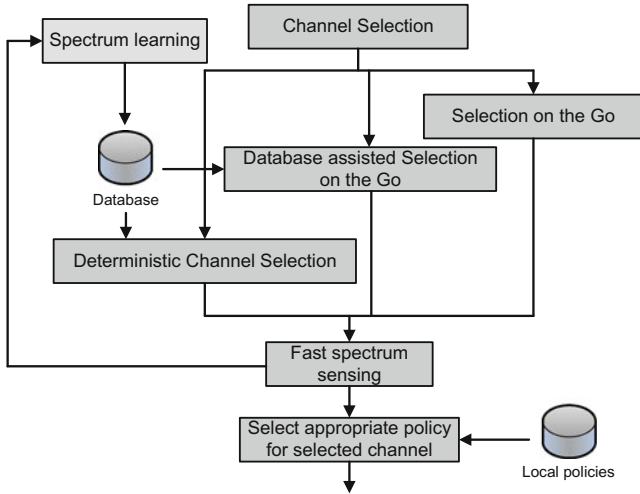 Spectrum learning
Channel Selection
Selection on the Go
Database assisted Selection
on the Go
Database
Deterministic Channel Selection
Fast spectrum
sensing
Select appropriate policy
for selected channel
Local policies